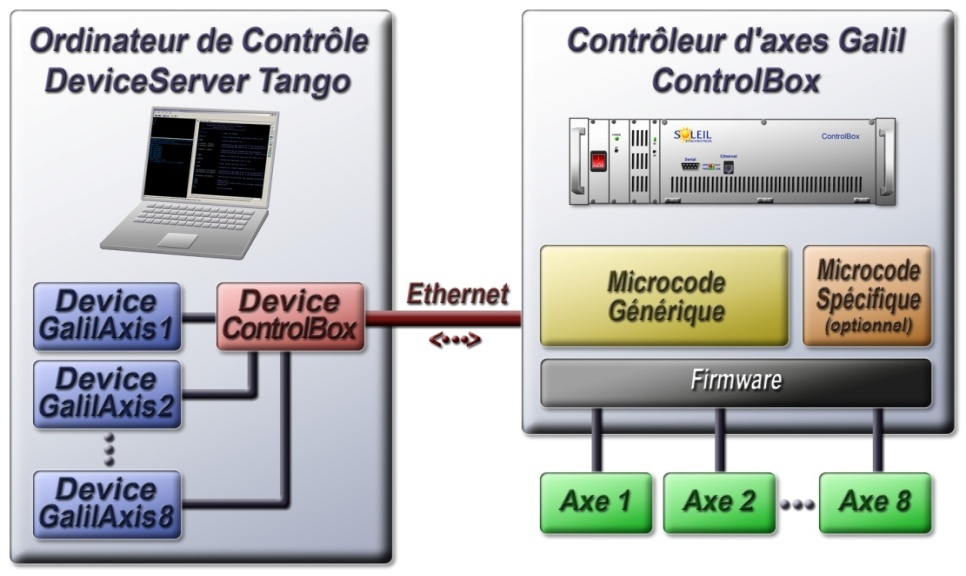 Ordinateur de Contrôle
DeviceServer Tango
Device
GalilAxis1
Device
GalilAxis2
Device
GalilAxis8
Device
ControlBox
Ethernet
Contrôleur d'axes Galil
ControlBox
SOLEIL
ControlBox
Serial
Ethernet
Microcode
Générique
Microcode
Spécifique
(optionnel)
Firmware
Axe 1
Axe 2
Axe 8